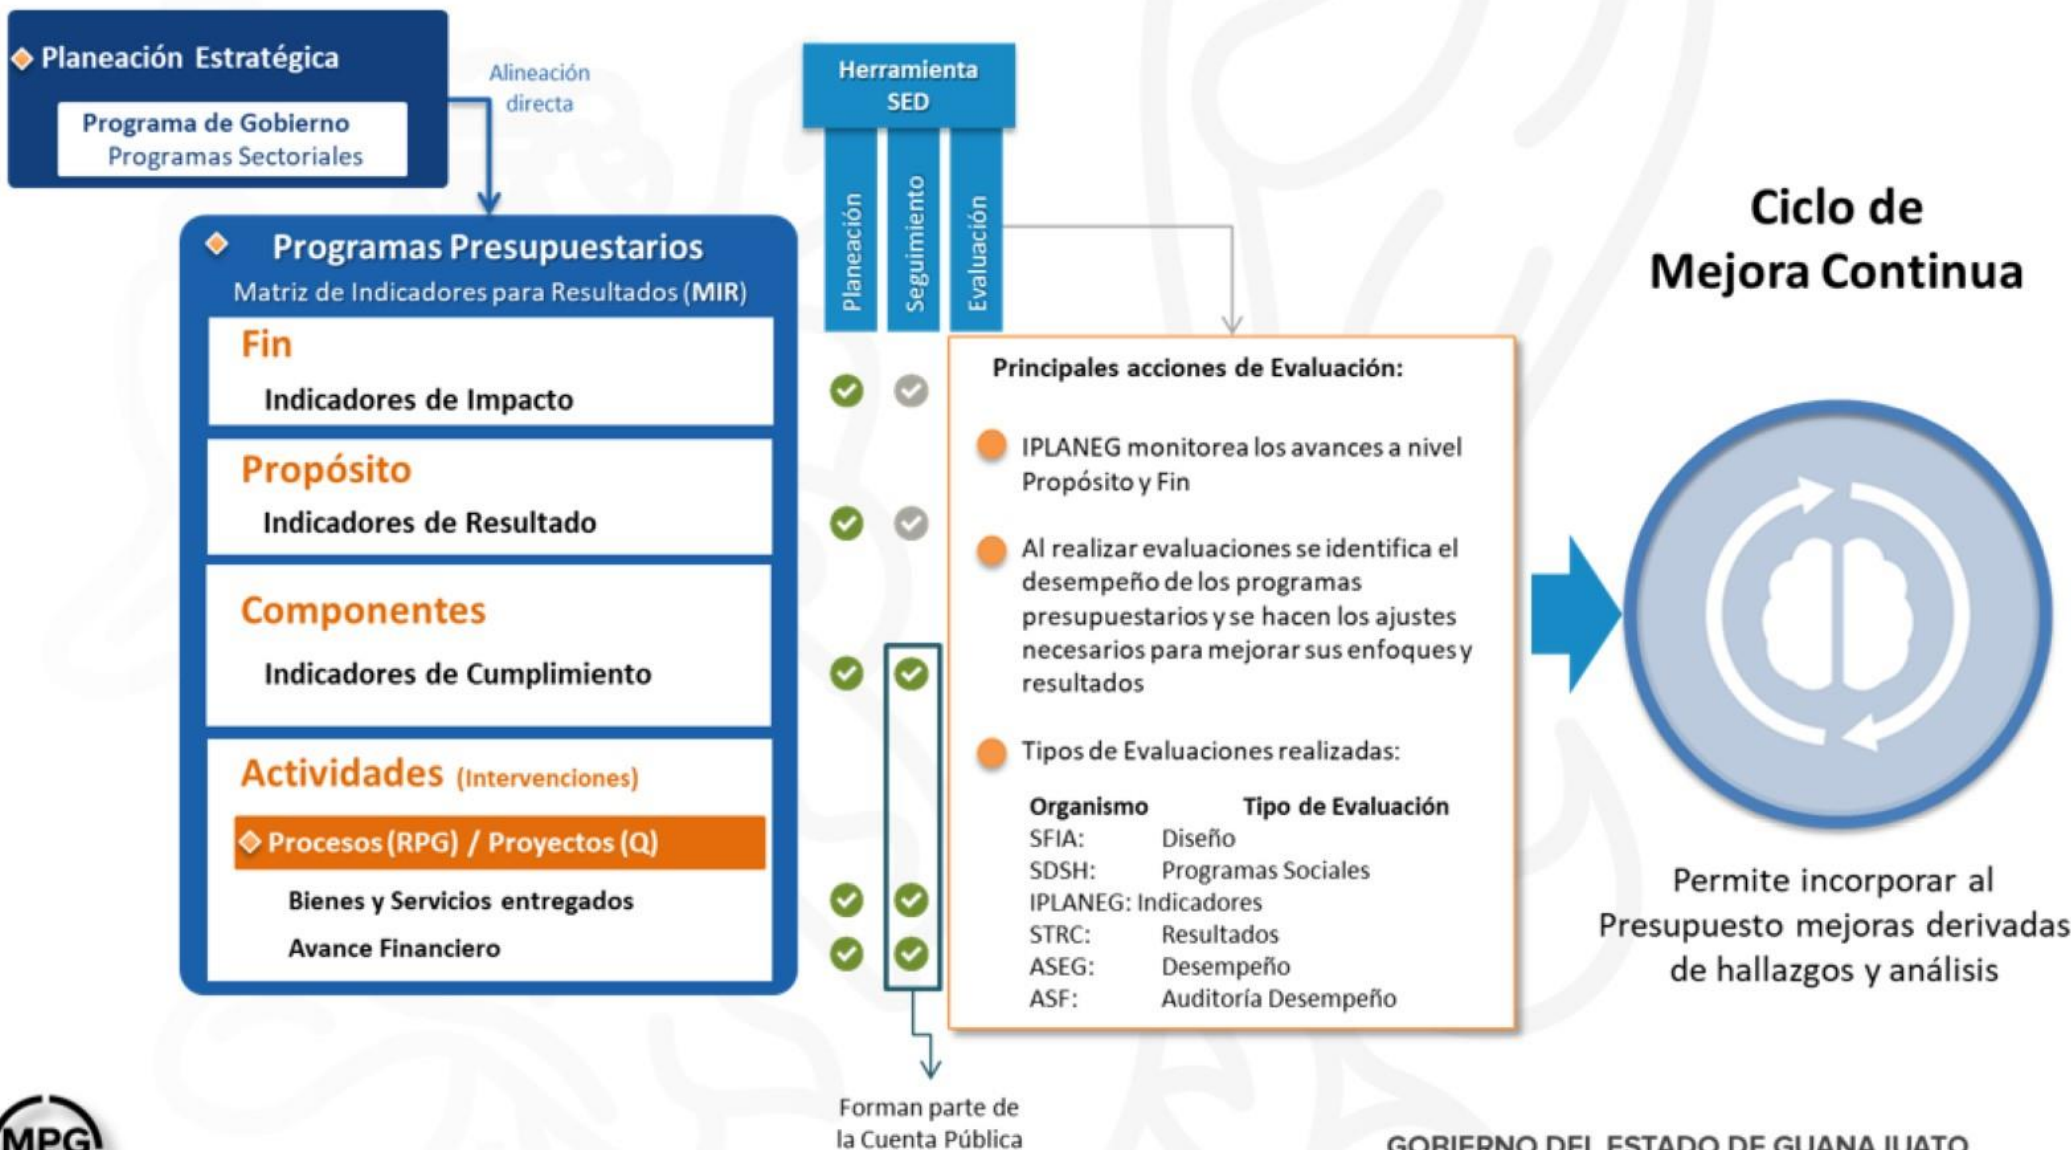 Planeación Estratégica
Programa de Gobierno
Programas Sectoriales
Alineación
directa
Programas Presupuestarios
Matriz de Indicadores para Resultados (MIR)
Fin
Indicadores de Impacto
Propósito
Indicadores de Resultado
Componentes
Indicadores de Cumplimiento
Actividades (Intervenciones)
Procesos (RPG) / Proyectos (Q)
Bienes y Servicios entregados
Avance Financiero
Herramienta
SED
Planeación
Seguimiento
Evaluación
Forman parte de
la Cuenta Pública
Principales acciones de Evaluación:
IPLANEG monitorea los avances a nivel
Propósito y Fin
Al realizar evaluaciones se identifica el
desempeño de los programas
presupuestarios y se hacen los ajustes
necesarios para mejorar sus enfoques y
resultados
Tipos de Evaluaciones realizadas:
Organismo Tipo de Evaluación
SFIA: Diseño
SDSH: Programas Sociales
IPLANEG: Indicadores
STRC: Resultados
ASEG: Desempeño
ASF: Auditoría Desempeño
Ciclo de
Mejora Continua
Permite incorporar al
Presupuesto mejoras derivadas
de hallazgos y análisis
MPG
GOBIERNO DEL ESTADO DE GUANAJUATO